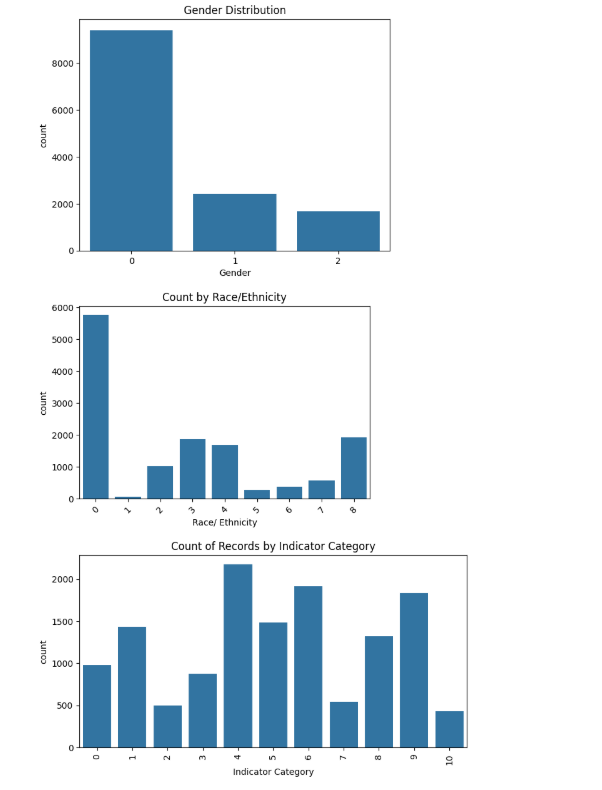 Gender Distribution
8000
6000
4000
2000
0
count
0 1 2
Gender
Count by Race/Ethnicity
6000
5000
4000
3000
2000
1000
0
count
0 1 2 3 4 5 6 7 8
Race/ Ethnicity
Count of Records by Indicator Category
2000
1500
1000
500
0
count
0 1 2 3 4 5 6 7 8 9 10
Indicator Category